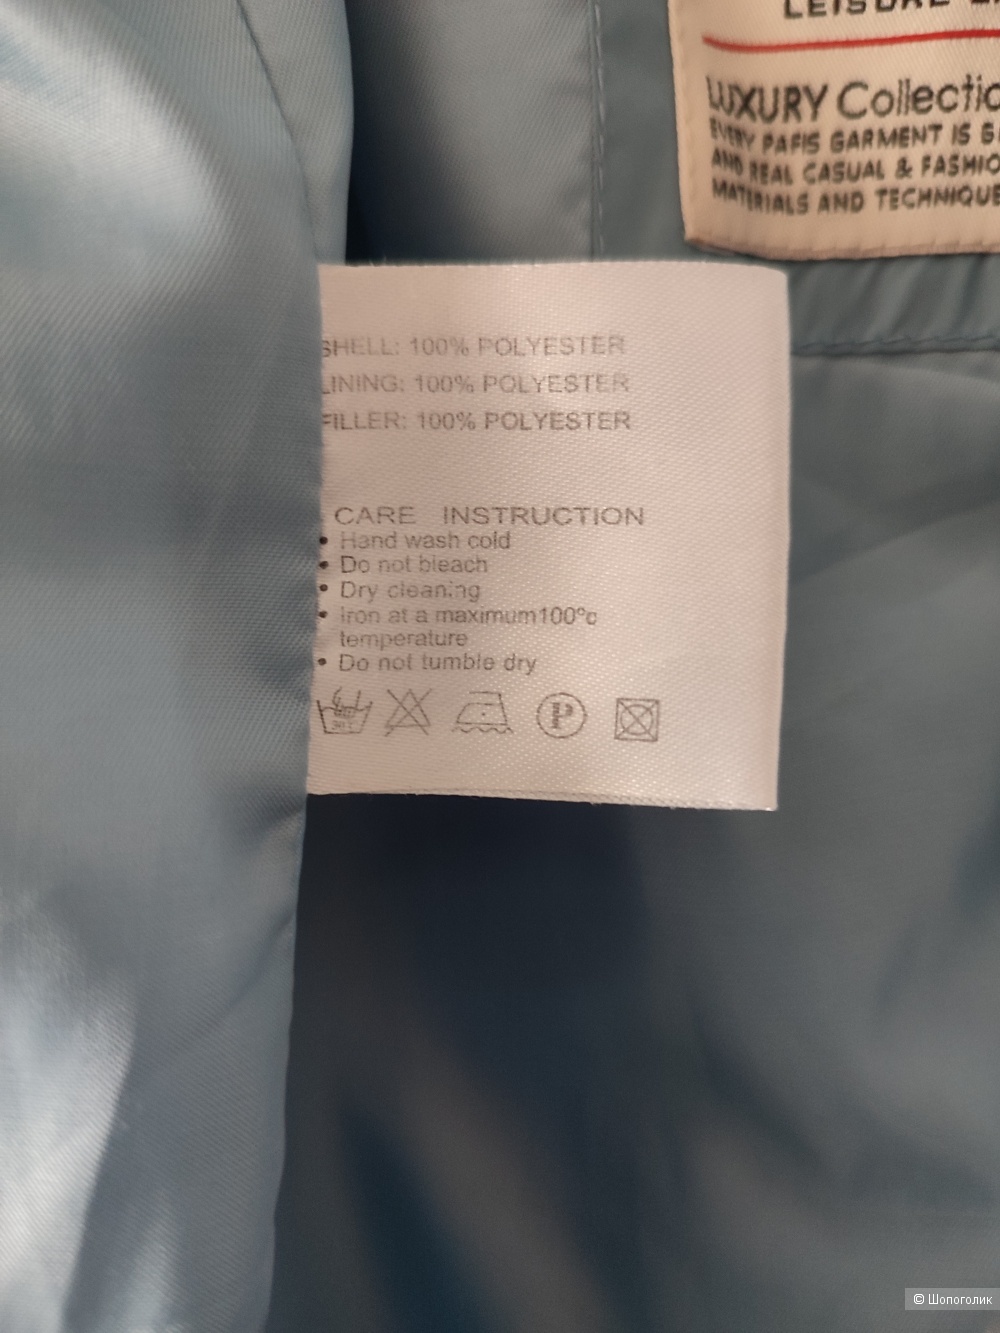 LEISURE
LUXURY Collectio
EVERY PAFIS GARMENT IS
AND REAL CASUAL & FASHIO
MATERIALS AND TECHNIQUE
SHELL: 100% POLYESTER
LINING: 100% POLYESTER
FILLER: 100% POLYESTER
CARE INSTRUCTION
• Hand wash cold
• Do not bleach
• Dry cleaning
• Iron at a maximum100°c
temperature
• Do not tumble dry
P
© Шопоголик